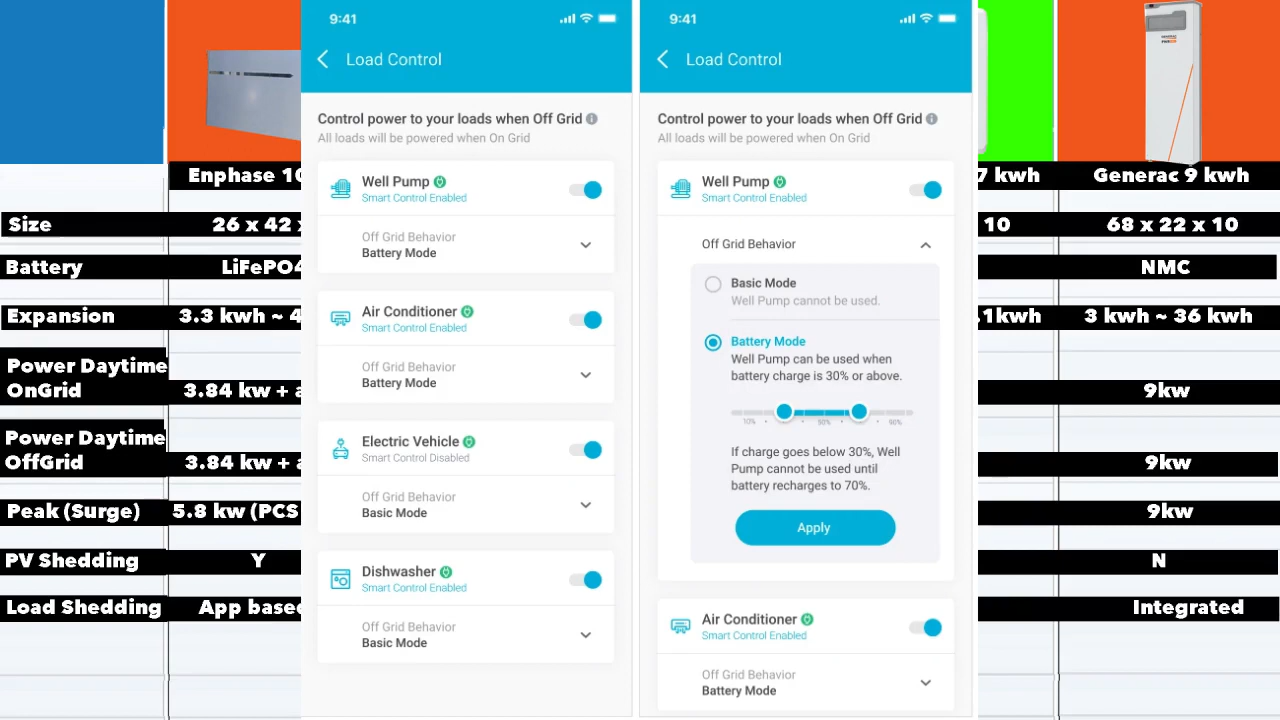 9:41
Load Control
Control power to your loads when Off Grid
All loads will be powered when On Grid
Well Pump
Smart Control Enabled
Off Grid Behavior
Battery Mode
Air Conditioner
Smart Control Enabled
Off Grid Behavior
Battery Mode
Electric Vehicle
Smart Control Disabled
Off Grid Behavior
Basic Mode
Dishwasher
Smart Control Enabled
Off Grid Behavior
Basic Mode
9:41
Load Control
Control power to your loads when Off Grid
All loads will be powered when On Grid
Well Pump
Smart Control Enabled
Off Grid Behavior
Basic Mode
Well Pump cannot be used.
Battery Mode
Well Pump can be used when
battery charge is 30% or above.
10% 50% 90%
If charge goes below 30%, Well
Pump cannot be used until
battery recharges to 70%.
Apply
Air Conditioner
Smart Control Enabled
Off Grid Behavior
Battery Mode
Enphase 10 7 kwh Generac 9 kwh
Size 26 x 42 x 10 68 x 22 x 10
Battery LiFePO4 NMC
Expansion 3.3 kwh ~ 4 .1kwh 3 kwh ~ 36 kwh
Power Daytime
OnGrid 3.84 kw + a 9kw
Power Daytime
OffGrid 3.84 kw + a 9kw
Peak (Surge) 5.8 kw (PCS 9kw
PV Shedding Y N
Load Shedding App based Integrated